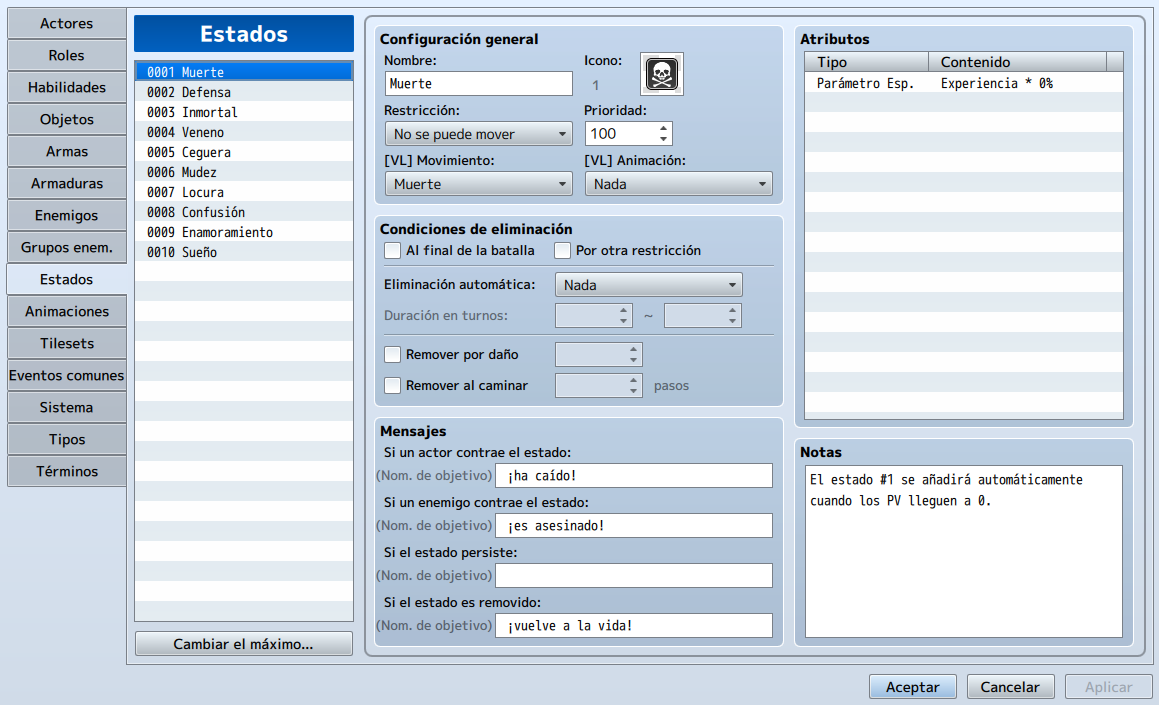 Actores
Roles
Habilidades
Objetos
Armas
Armaduras
Enemigos
Grupos enem.
Estados
Animaciones
Tilesets
Eventos comunes
Sistema
Tipos
Términos
Estados
0001 Muerte
0002 Defensa
0003 Inmortal
0004 Veneno
0005 Ceguera
0006 Mudez
0007 Locura
0008 Confusión
0009 Enamoramiento
0010 Sueño
Cambiar el máximo...
Configuración general
Nombre: Icono:
Muerte 1
Restricción: Prioridad:
No se puede mover 100
[VL] Movimiento: [VL] Animación:
Muerte Nada
Condiciones de eliminación
Al final de la batalla Por otra restricción
Eliminación automática: Nada
Duración en turnos: ~
Remover por daño
Remover al caminar pasos
Mensajes
Si un actor contrae el estado:
(Nom. de objetivo) ¡ha caído!
Si un enemigo contrae el estado:
(Nom. de objetivo) ¡es asesinado!
Si el estado persiste:
(Nom. de objetivo)
Si el estado es removido:
(Nom. de objetivo) ¡vuelve a la vida!
Atributos
Tipo Contenido
Parámetro Esp. Experiencia * 0%
Notas
El estado #1 se añadirá automáticamente
cuando los PV lleguen a 0.
Aceptar Cancelar Aplicar